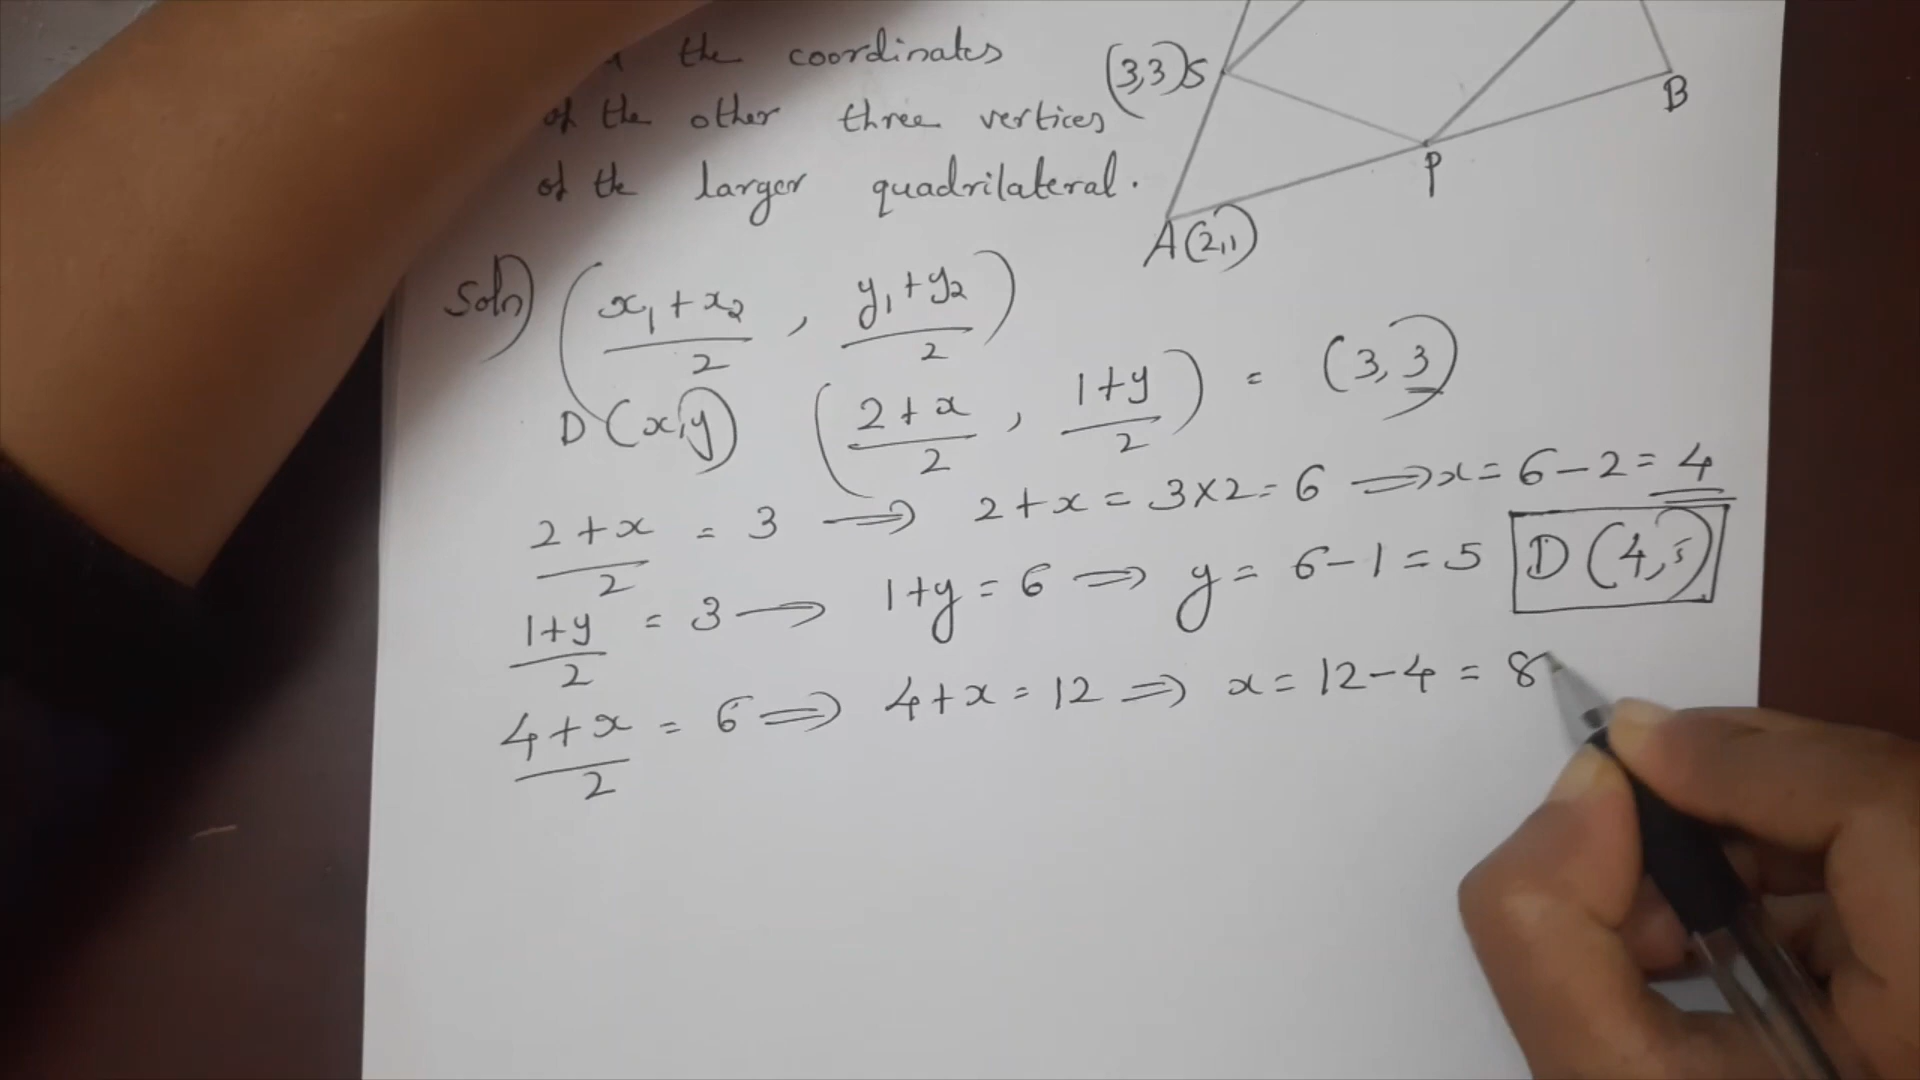 the coordinates
of the other three vertices
of the larger quadrilateral.
(3,3) S
B
P
A(2,1)
Soln) (x₁+x₂/2 , y₁+y₂/2)
D (x,y) (2+x/2 , 1+y/2) = (3,3)
2+x/2 = 3 ⟹ 2+x = 3×2=6 ⟹ x=6-2=4
1+y/2 = 3 ⟹ 1+y=6 ⟹ y=6-1=5 D(4,5)
4+x/2 = 6 ⟹ 4+x=12 ⟹ x=12-4=8